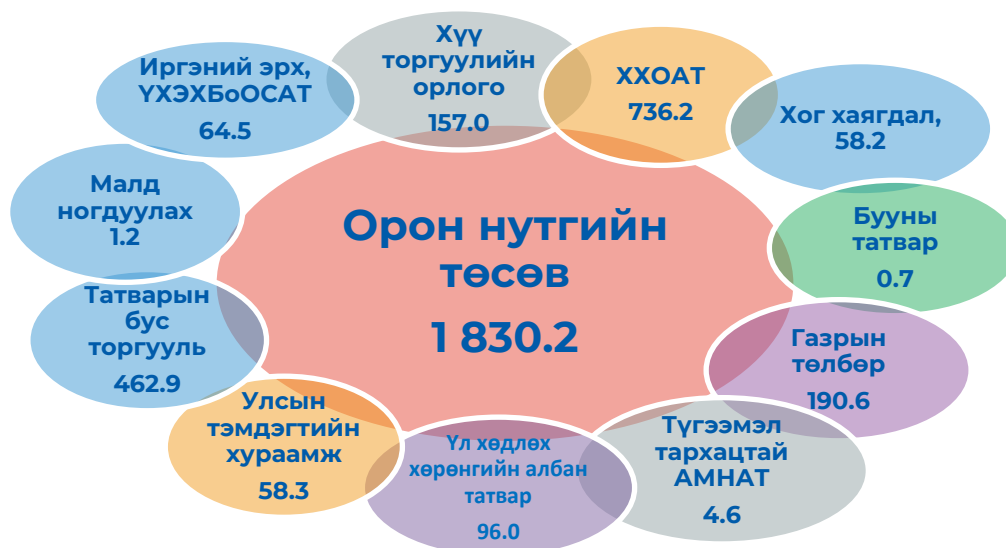 Хүү
торгуулийн
орлого
157.0
ХХОАТ
736.2
Хог хаягдал,
58.2
Бууны
татвар
0.7
Газрын
төлбөр
190.6
Түгээмэл
тархацтай
АМНАТ
4.6
Үл хөдлөх
хөрөнгийн албан
татвар
96.0
Улсын
тэмдэгтийн
хураамж
58.3
Татварын
бус
торгууль
462.9
Малд
ногдуулах
1.2
Иргэний эрх,
ҮХЭХБоОСАТ
64.5
Орон нутгийн
төсөв
1 830.2